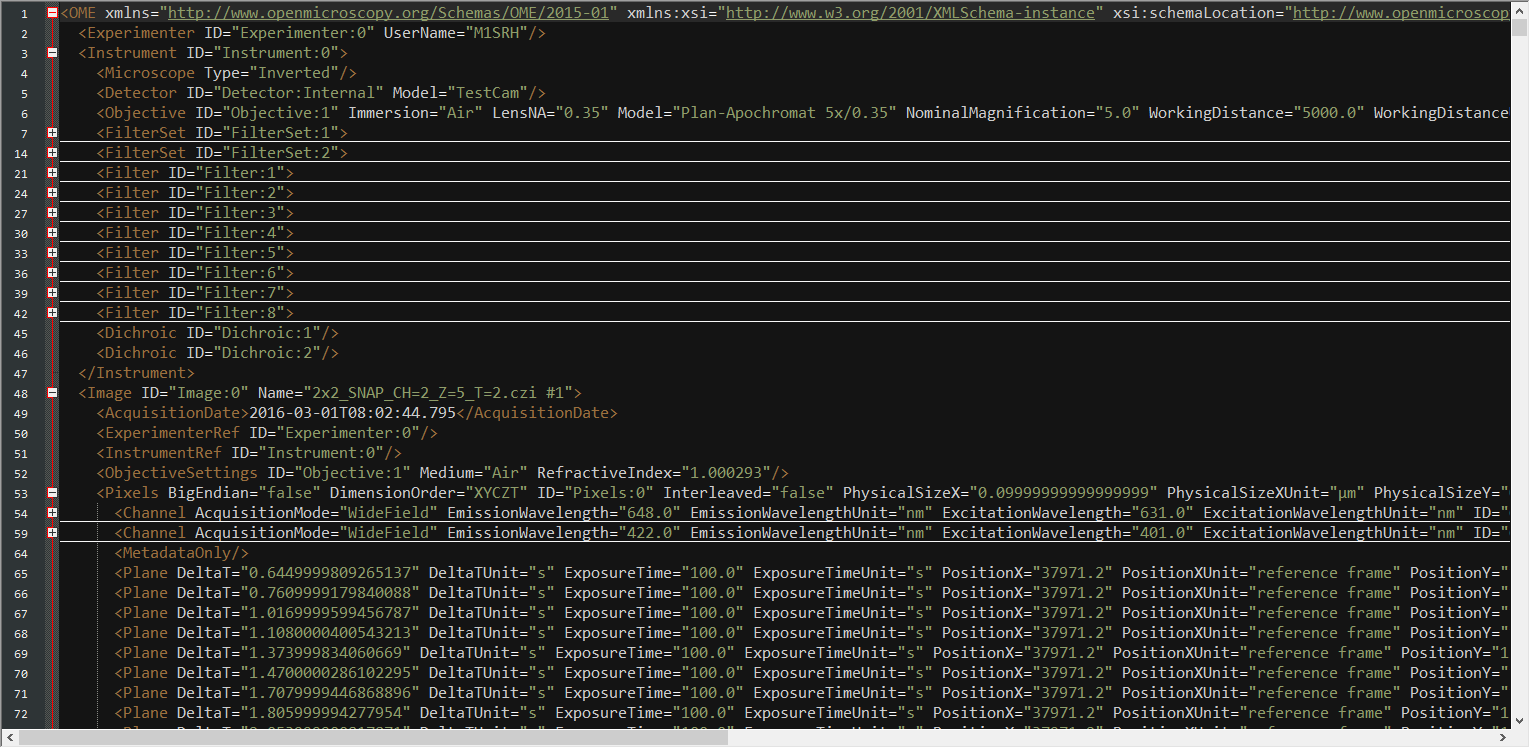 1 <OME xmlns="http://www.openmicroscopy.org/Schemas/OME/2015-01" xmlns:xsi="http://www.w3.org/2001/XMLSchema-instance" xsi:schemaLocation="http://www.openmicroscop
2 <Experimenter ID="Experimenter:0" UserName="M1SRH"/>
3 <Instrument ID="Instrument:0">
4 <Microscope Type="Inverted"/>
5 <Detector ID="Detector:Internal" Model="TestCam"/>
6 <Objective ID="Objective:1" Immersion="Air" LensNA="0.35" Model="Plan-Apochromat 5x/0.35" NominalMagnification="5.0" WorkingDistance="5000.0" WorkingDistance
7 <FilterSet ID="FilterSet:1">
14 <FilterSet ID="FilterSet:2">
21 <Filter ID="Filter:1">
24 <Filter ID="Filter:2">
27 <Filter ID="Filter:3">
30 <Filter ID="Filter:4">
33 <Filter ID="Filter:5">
36 <Filter ID="Filter:6">
39 <Filter ID="Filter:7">
42 <Filter ID="Filter:8">
45 <Dichroic ID="Dichroic:1"/>
46 <Dichroic ID="Dichroic:2"/>
47 </Instrument>
48 <Image ID="Image:0" Name="2x2_SNAP_CH=2_Z=5_T=2.czi #1">
49 <AcquisitionDate>2016-03-01T08:02:44.795</AcquisitionDate>
50 <ExperimenterRef ID="Experimenter:0"/>
51 <InstrumentRef ID="Instrument:0"/>
52 <ObjectiveSettings ID="Objective:1" Medium="Air" RefractiveIndex="1.000293"/>
53 <Pixels BigEndian="false" DimensionOrder="XYCZT" ID="Pixels:0" Interleaved="false" PhysicalSizeX="0.09999999999999999" PhysicalSizeXUnit="µm" PhysicalSizeY="
54 <Channel AcquisitionMode="WideField" EmissionWavelength="648.0" EmissionWavelengthUnit="nm" ExcitationWavelength="631.0" ExcitationWavelengthUnit="nm" ID="
59 <Channel AcquisitionMode="WideField" EmissionWavelength="422.0" EmissionWavelengthUnit="nm" ExcitationWavelength="401.0" ExcitationWavelengthUnit="nm" ID="
64 <MetadataOnly/>
65 <Plane DeltaT="0.6449999809265137" DeltaTUnit="s" ExposureTime="100.0" ExposureTimeUnit="s" PositionX="37971.2" PositionXUnit="reference frame" PositionY="
66 <Plane DeltaT="0.7609999179840088" DeltaTUnit="s" ExposureTime="100.0" ExposureTimeUnit="s" PositionX="37971.2" PositionXUnit="reference frame" PositionY="
67 <Plane DeltaT="1.0169999599456787" DeltaTUnit="s" ExposureTime="100.0" ExposureTimeUnit="s" PositionX="37971.2" PositionXUnit="reference frame" PositionY="
68 <Plane DeltaT="1.1080000400543213" DeltaTUnit="s" ExposureTime="100.0" ExposureTimeUnit="s" PositionX="37971.2" PositionXUnit="reference frame" PositionY="
69 <Plane DeltaT="1.373999834060669" DeltaTUnit="s" ExposureTime="100.0" ExposureTimeUnit="s" PositionX="37971.2" PositionXUnit="reference frame" PositionY="1
70 <Plane DeltaT="1.4700000286102295" DeltaTUnit="s" ExposureTime="100.0" ExposureTimeUnit="s" PositionX="37971.2" PositionXUnit="reference frame" PositionY="
71 <Plane DeltaT="1.7079999446868896" DeltaTUnit="s" ExposureTime="100.0" ExposureTimeUnit="s" PositionX="37971.2" PositionXUnit="reference frame" PositionY="
72 <Plane DeltaT="1.805999994277954" DeltaTUnit="s" ExposureTime="100.0" ExposureTimeUnit="s" PositionX="37971.2" PositionXUnit="reference frame" PositionY="1